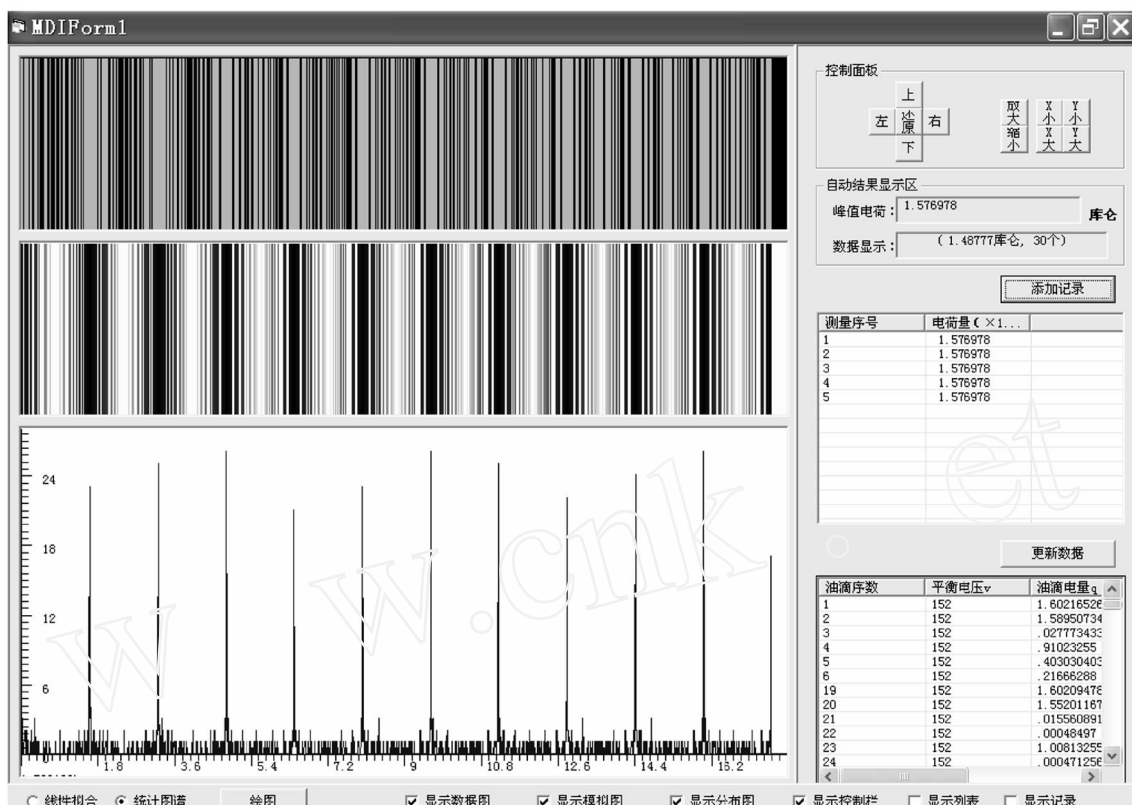 MDIForm1
控制面板
上
左 还原 右
下
放大 X小 Y小
缩小 X大 Y大
自动结果显示区
峰值电荷: 1.576978 库仑
数据显示: (1.48777库仑, 30个)
添加记录
测量序号 电荷量(×1...
1 1.576978
2 1.576978
3 1.576978
4 1.576978
5 1.576978
24
18
12
6
1.8 3.6 5.4 7.2 9 10.8 12.6 14.4 15.2
w w.cnk et
更新数据
油滴序数 平衡电压v 油滴电量q
1 152 1.60216526
2 152 1.58950734
3 152 .027773433
4 152 .91023255
5 152 .403030403
6 152 .21666288
19 152 1.60209478
20 152 1.55201167
21 152 .015560891
22 152 .00048497
23 152 1.00813255
24 152 .000471256
线性拟合 统计图谱 绘图 显示数据图 显示模拟图 显示分布图 显示控制栏 显示列表 显示记录